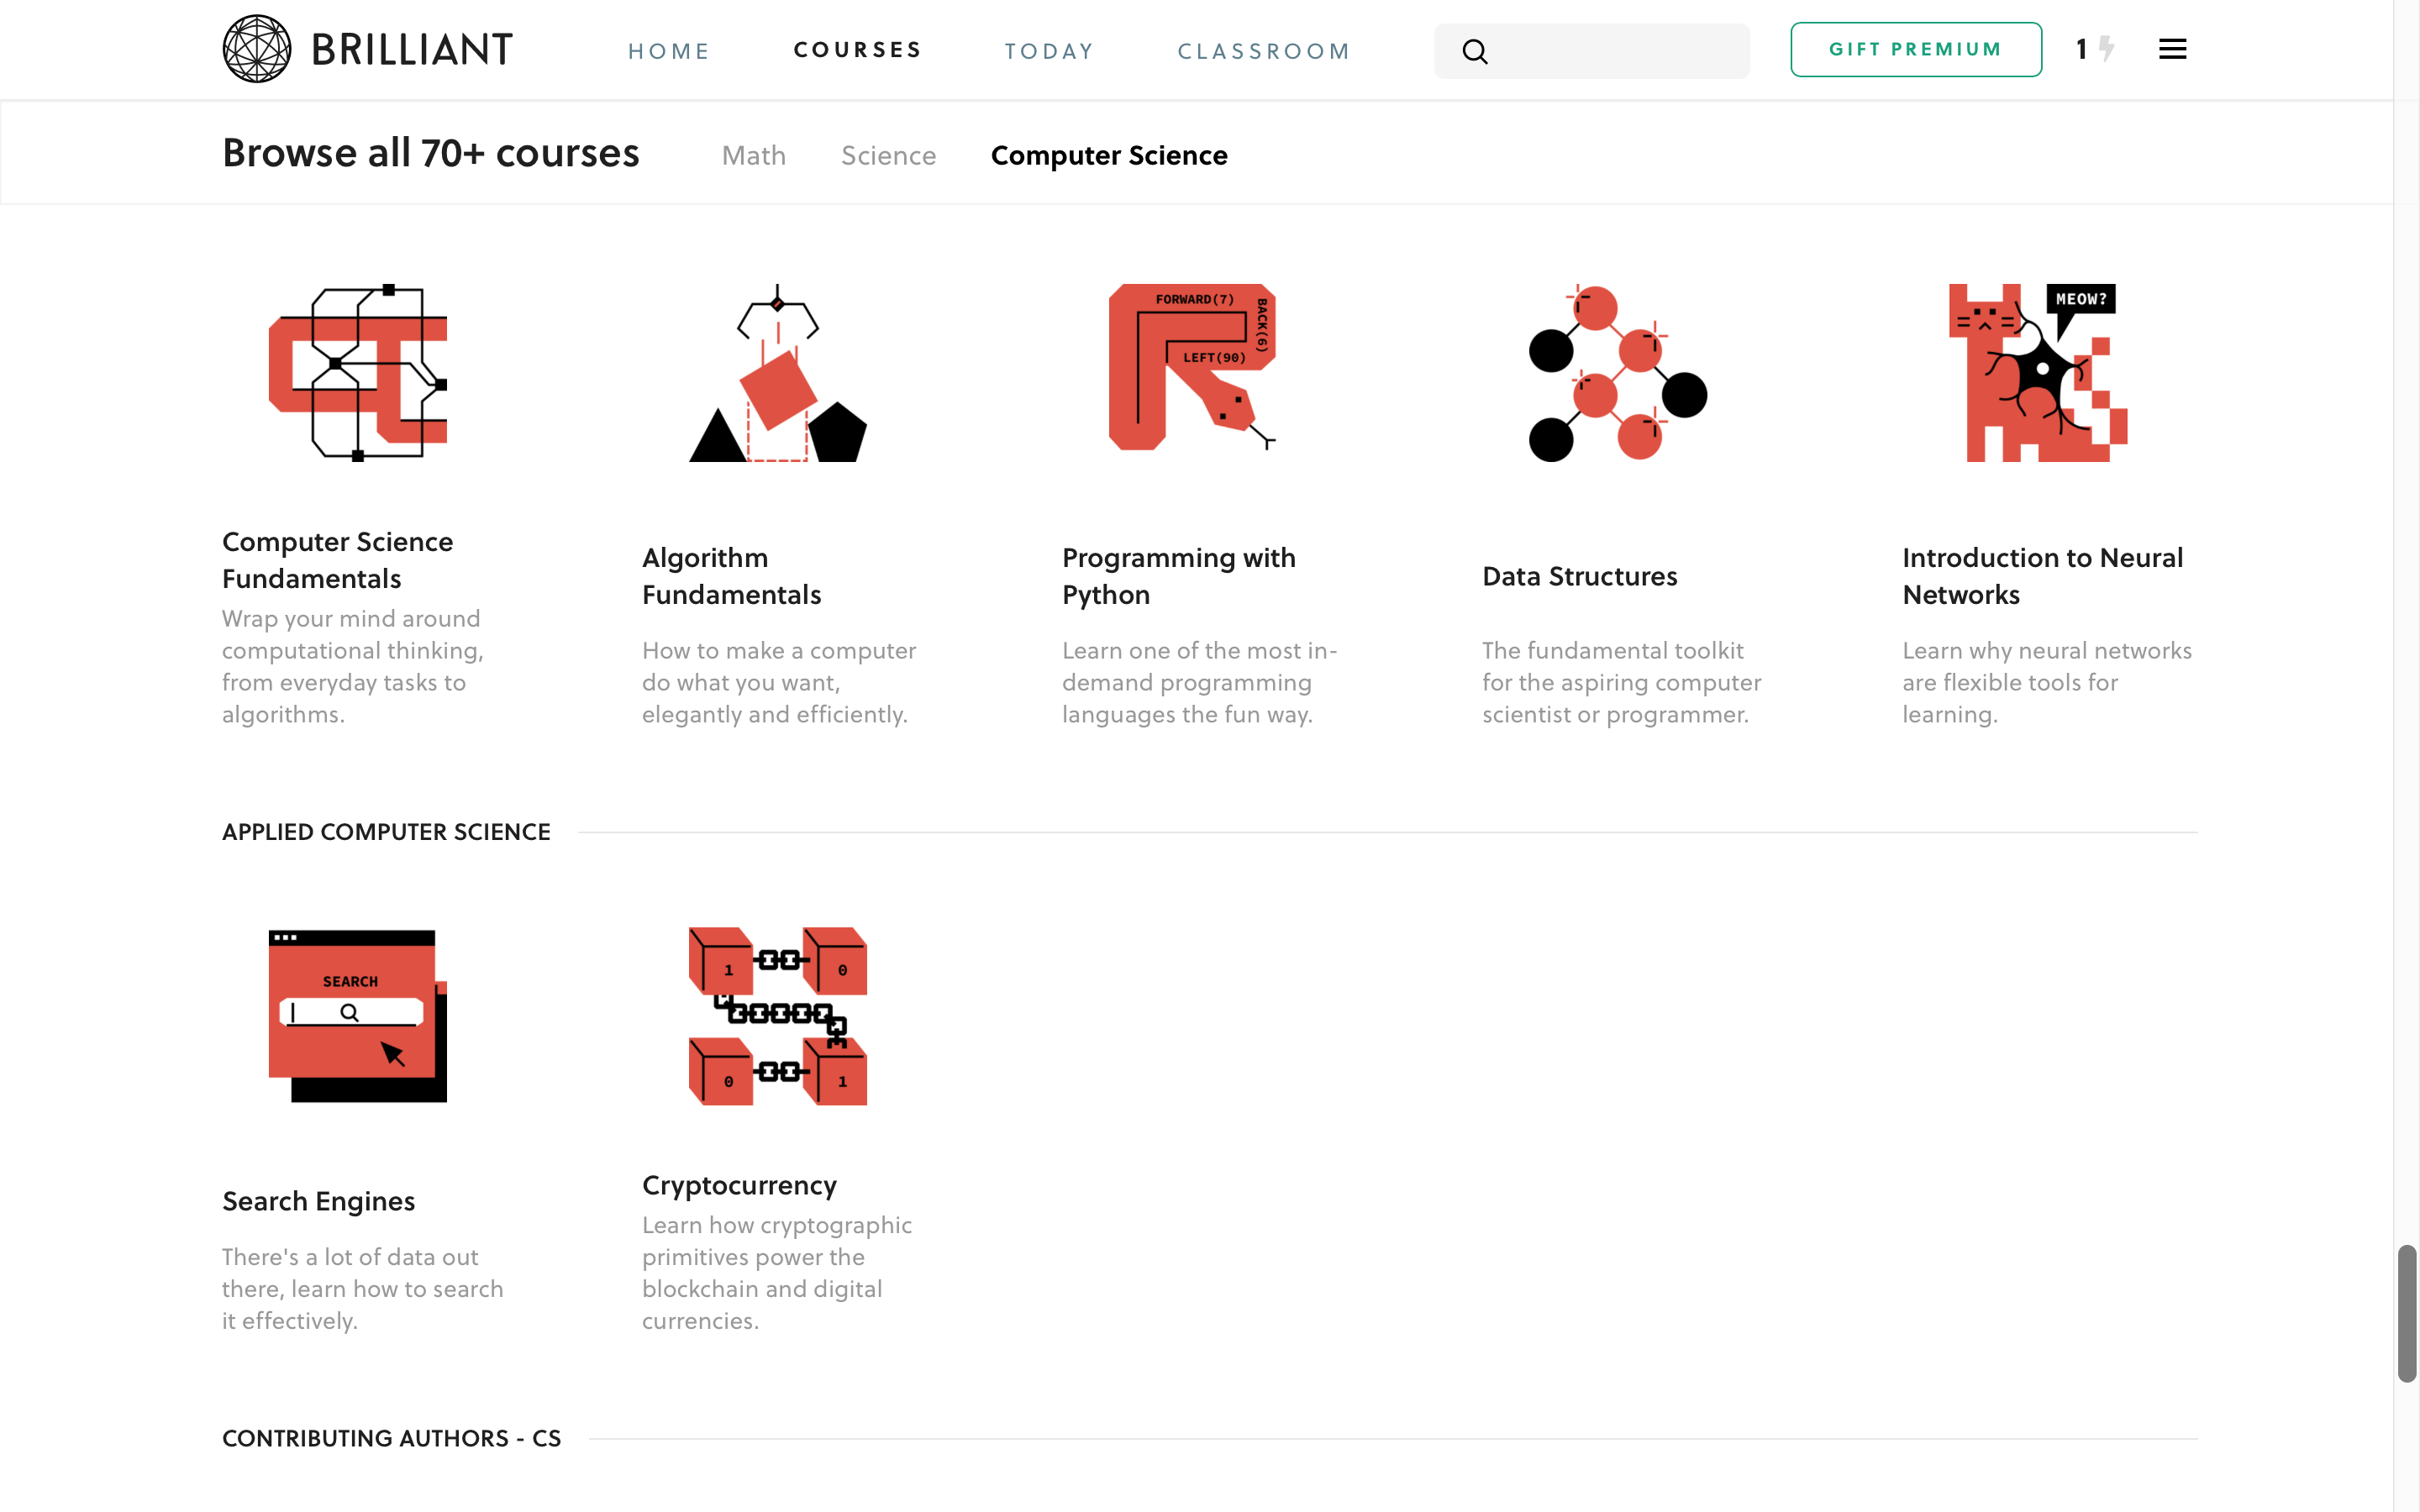 BRILLIANT
HOME
COURSES
TODAY
CLASSROOM
GIFT PREMIUM
1
Browse all 70+ courses
Math
Science
Computer Science
FORWARD(7)
BACK(6)
LEFT(90)
MEOW?
Computer Science
Fundamentals
Wrap your mind around
computational thinking,
from everyday tasks to
algorithms.
Algorithm
Fundamentals
How to make a computer
do what you want,
elegantly and efficiently.
Programming with
Python
Learn one of the most in-
demand programming
languages the fun way.
Data Structures
The fundamental toolkit
for the aspiring computer
scientist or programmer.
Introduction to Neural
Networks
Learn why neural networks
are flexible tools for
learning.
APPLIED COMPUTER SCIENCE
SEARCH
1
0
0
1
Search Engines
There's a lot of data out
there, learn how to search
it effectively.
Cryptocurrency
Learn how cryptographic
primitives power the
blockchain and digital
currencies.
CONTRIBUTING AUTHORS - CS